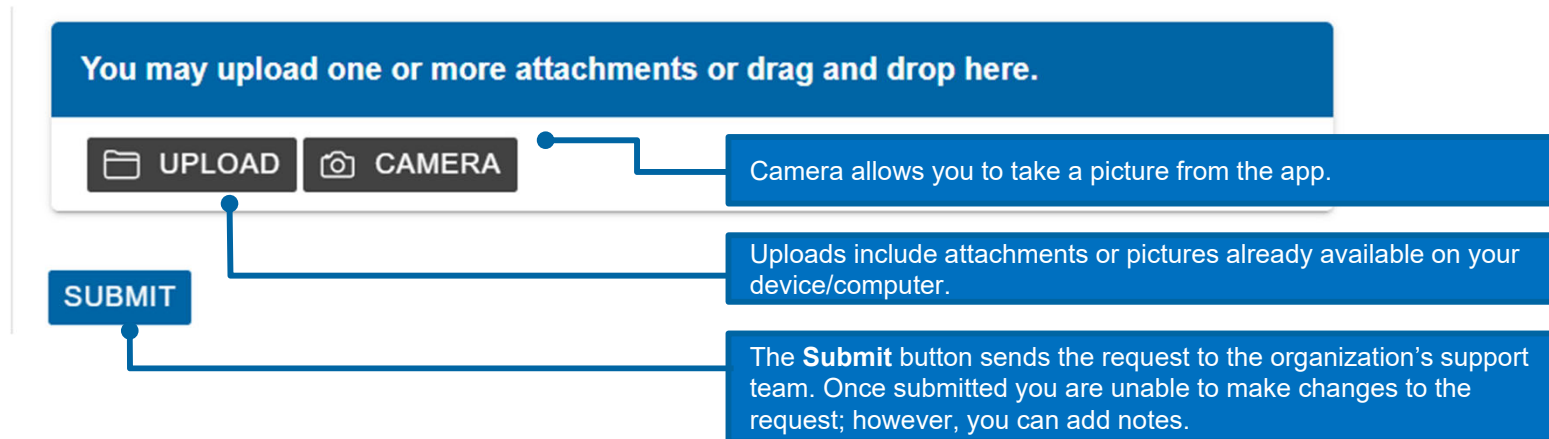 You may upload one or more attachments or drag and drop here.
UPLOAD CAMERA
Camera allows you to take a picture from the app.
Uploads include attachments or pictures already available on your
device/computer.
SUBMIT
The Submit button sends the request to the organization’s support
team. Once submitted you are unable to make changes to the
request; however, you can add notes.